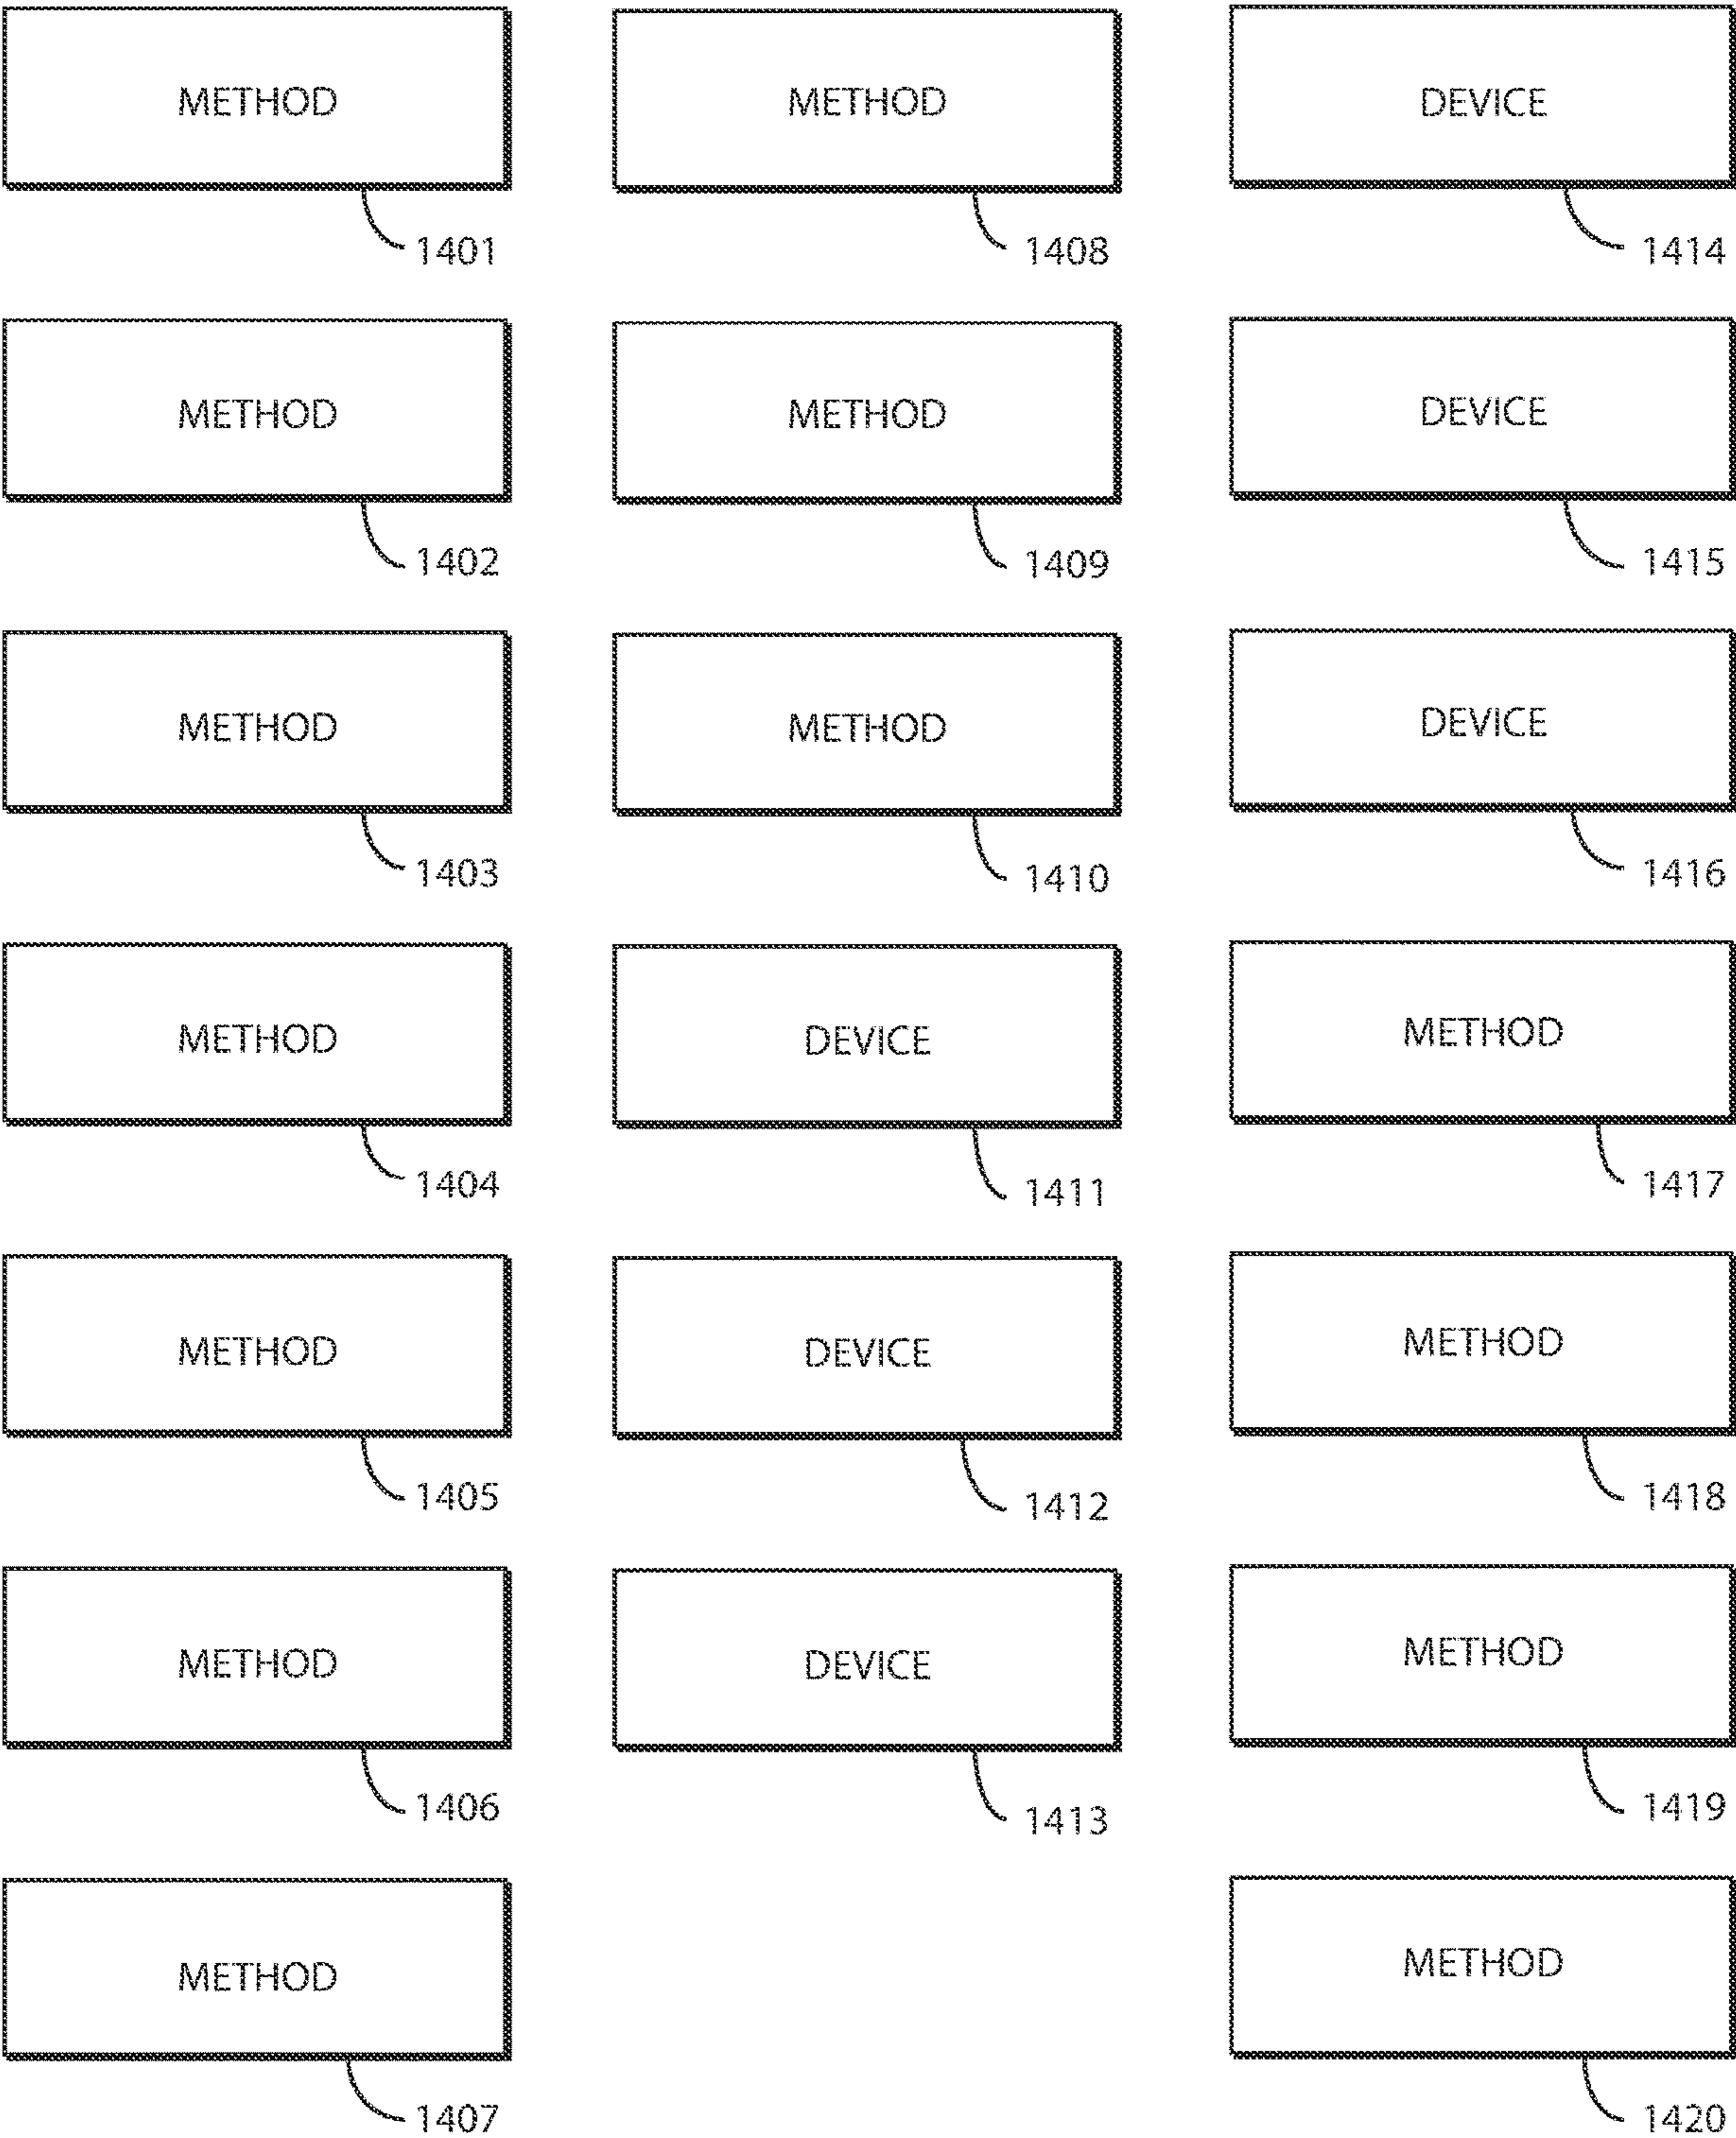 METHOD
1401
METHOD
1402
METHOD
1403
METHOD
1404
METHOD
1405
METHOD
1406
METHOD
1407
METHOD
1408
METHOD
1409
METHOD
1410
DEVICE
1411
DEVICE
1412
DEVICE
1413
DEVICE
1414
DEVICE
1415
DEVICE
1416
METHOD
1417
METHOD
1418
METHOD
1419
METHOD
1420